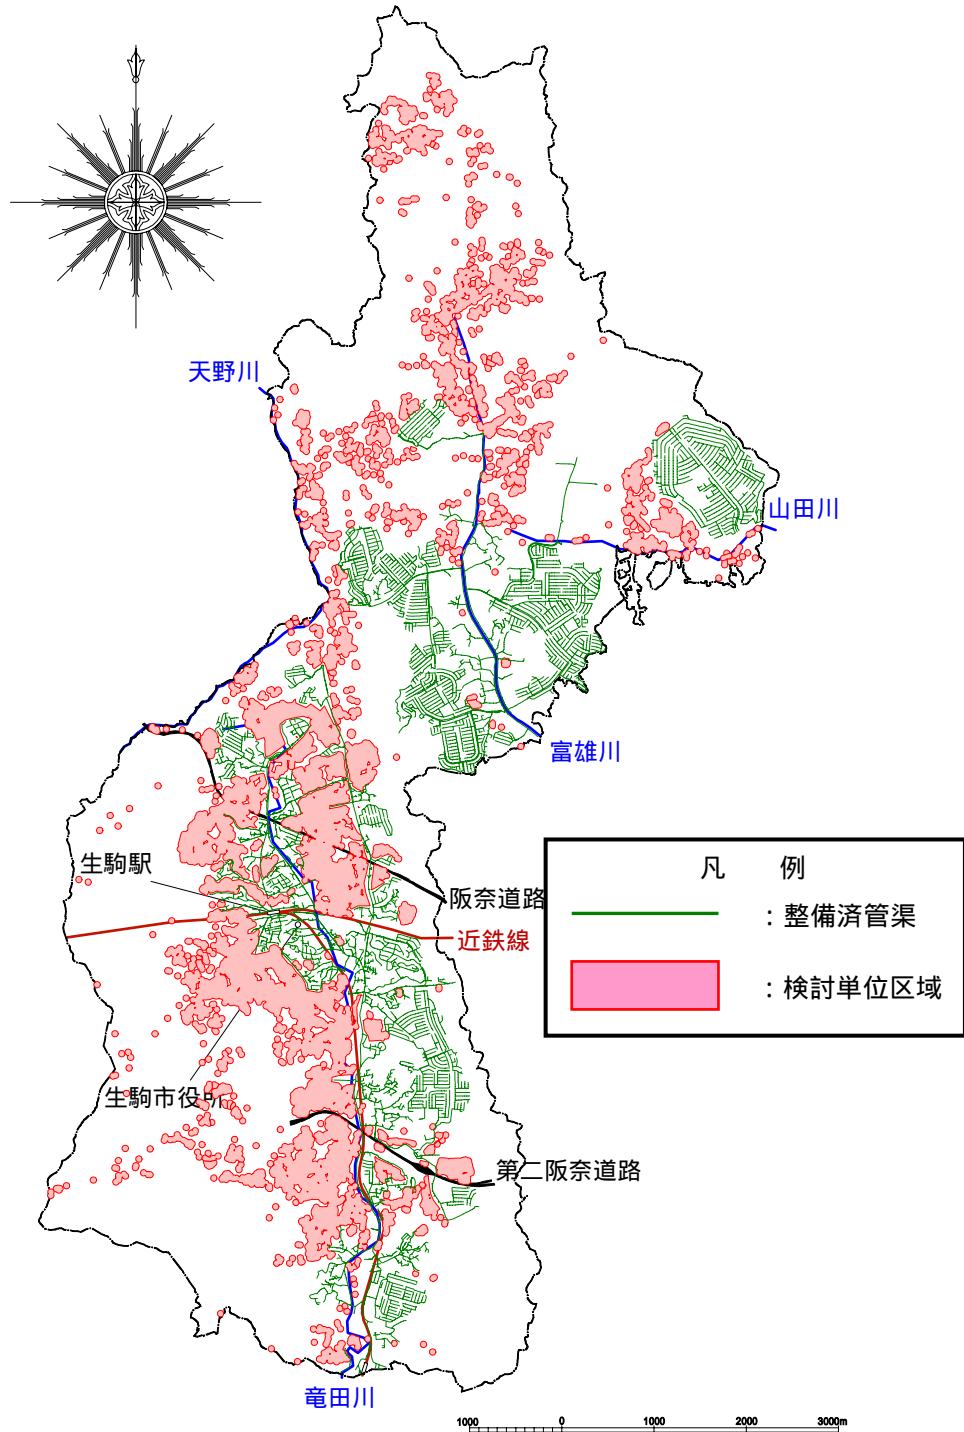 天野川
山田川
富雄川
生駒駅
阪奈道路
近鉄線
凡 例
：整備済管渠
：検討単位区域
生駒市役所
第二阪奈道路
竜田川
1000 0 1000 2000 3000m